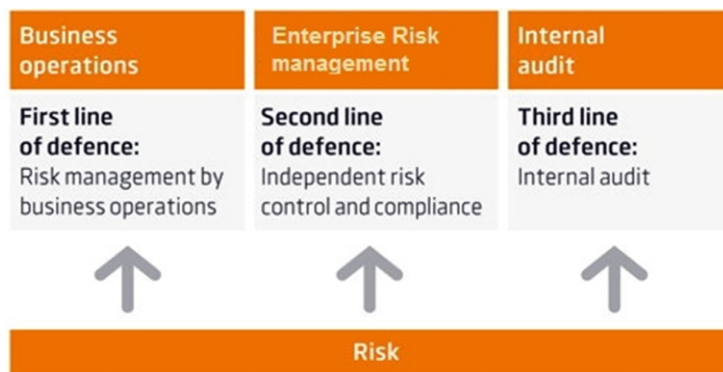 Business
operations
First line
of defence:
Risk management by
business operations
Enterprise Risk
management
Second line
of defence:
Independent risk
control and compliance
Internal
audit
Third line
of defence:
Internal audit
Risk